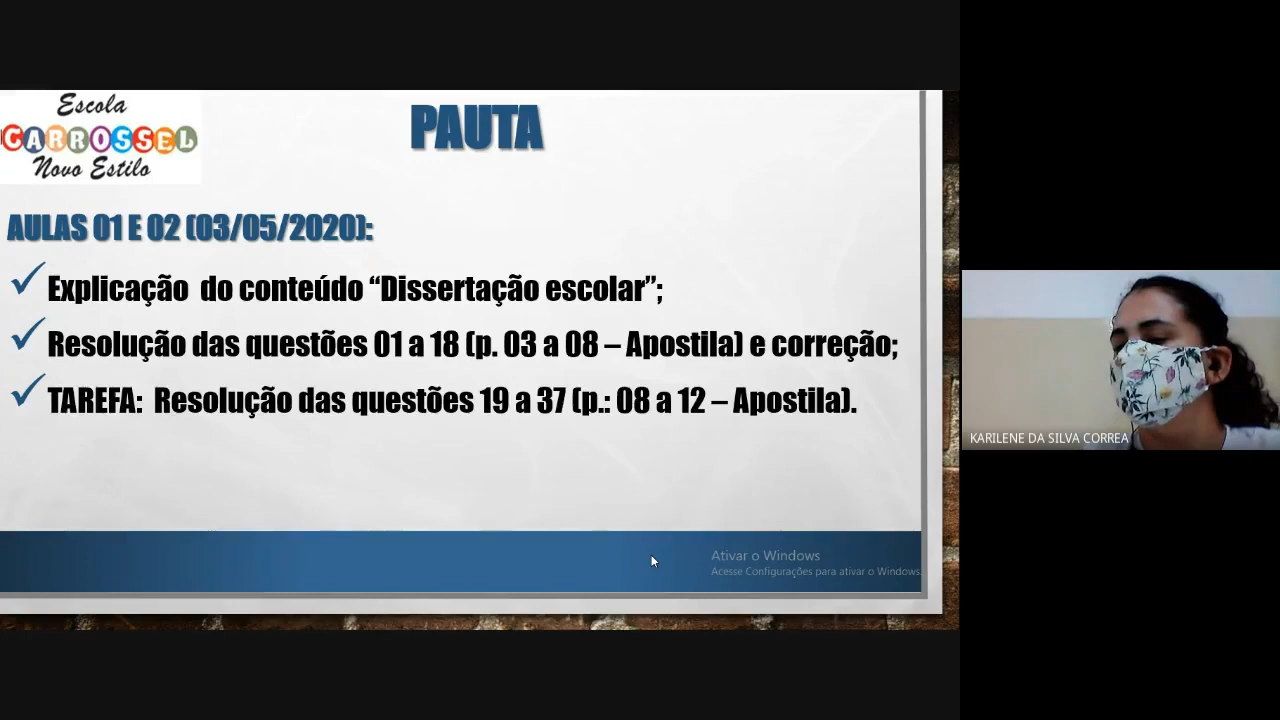 Escola
CARROSSEL
Novo Estilo
PAUTA
AULAS 01 E 02 (03/05/2020):
Explicação do conteúdo “Dissertação escolar”;
Resolução das questões 01 a 18 (p. 03 a 08 – Apostila) e correção;
TAREFA: Resolução das questões 19 a 37 (p.: 08 a 12 – Apostila).
Ativar o Windows
Acesse Configurações para ativar o Windows.
KARILENE DA SILVA CORREA